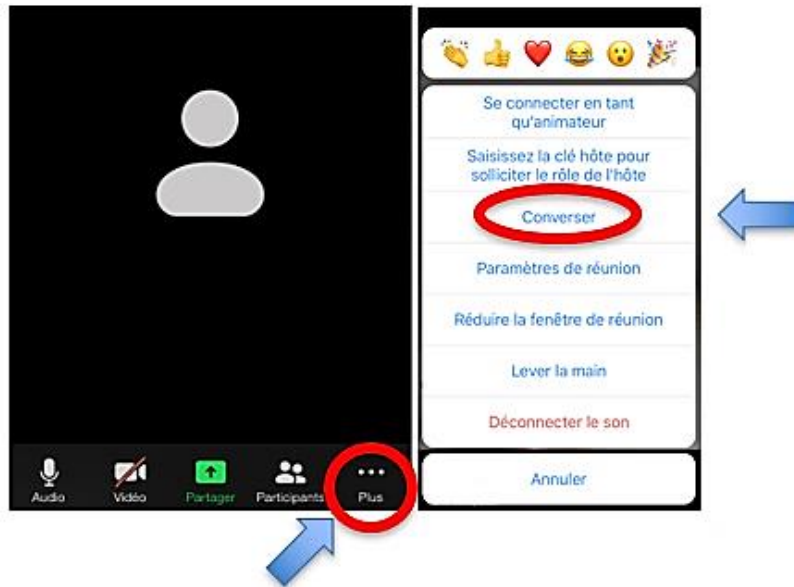 Audio
Vidéo
Partager
Participants
Plus
Se connecter en tant
qu'animateur
Saisissez la clé hôte pour
solliciter le rôle de l'hôte
Converser
Paramètres de réunion
Réduire la fenêtre de réunion
Lever la main
Déconnecter le son
Annuler